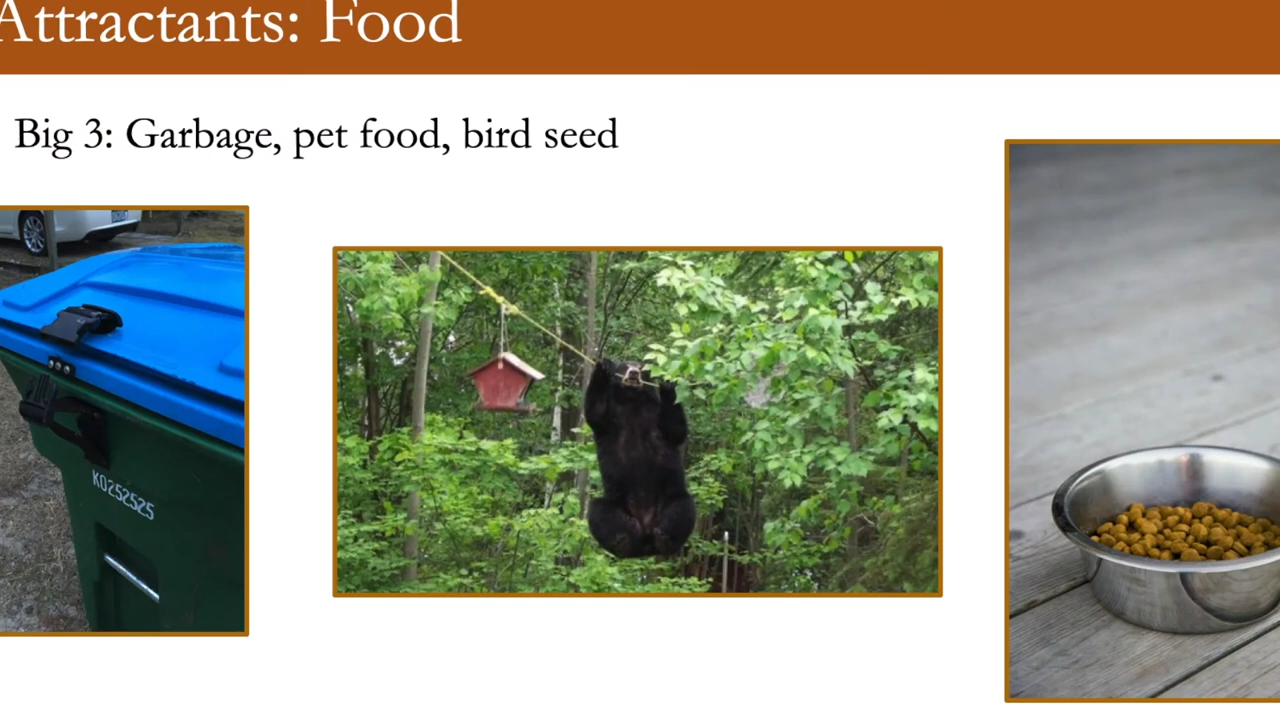 Attractants: Food
Big 3: Garbage, pet food, bird seed
K0252525